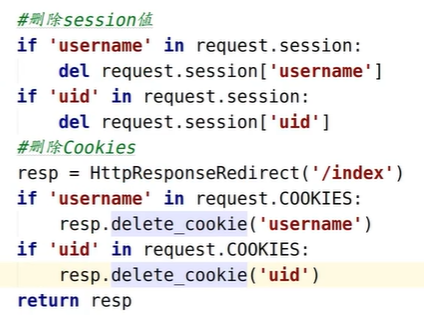 #删除session值
if 'username' in request.session:
    del request.session['username']
if 'uid' in request.session:
    del request.session['uid']
#删除Cookies
resp = HttpResponseRedirect('/index')
if 'username' in request.COOKIES:
    resp.delete_cookie('username')
if 'uid' in request.COOKIES:
    resp.delete_cookie('uid')
return resp